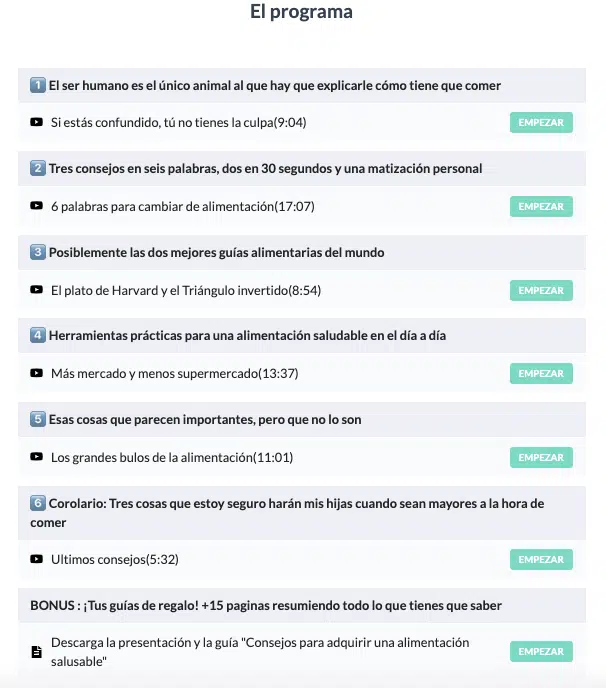 El programa
1 El ser humano es el único animal al que hay que explicarle cómo tiene que comer
Si estás confundido, tú no tienes la culpa(9:04)
EMPEZAR
2 Tres consejos en seis palabras, dos en 30 segundos y una matización personal
6 palabras para cambiar de alimentación(17:07)
EMPEZAR
3 Posiblemente las dos mejores guías alimentarias del mundo
El plato de Harvard y el Triángulo invertido(8:54)
EMPEZAR
4 Herramientas prácticas para una alimentación saludable en el día a día
Más mercado y menos supermercado(13:37)
EMPEZAR
5 Esas cosas que parecen importantes, pero que no lo son
Los grandes bulos de la alimentación(11:01)
EMPEZAR
6 Corolario: Tres cosas que estoy seguro harán mis hijas cuando sean mayores a la hora de
comer
Ultimos consejos(5:32)
EMPEZAR
BONUS : ¡Tus guías de regalo! +15 paginas resumiendo todo lo que tienes que saber
Descarga la presentación y la guía "Consejos para adquirir una alimentación
salusable"
EMPEZAR